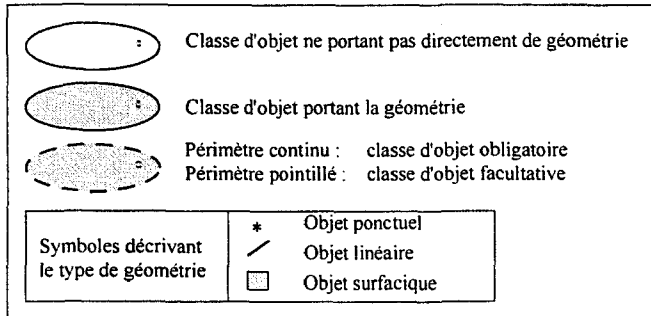 Classe d'objet ne portant pas directement de géométrie
Classe d'objet portant la géométrie
Périmètre continu : classe d'objet obligatoire
Périmètre pointillé : classe d'objet facultative
Symboles décrivant
le type de géométrie
* Objet ponctuel
Objet linéaire
Objet surfacique